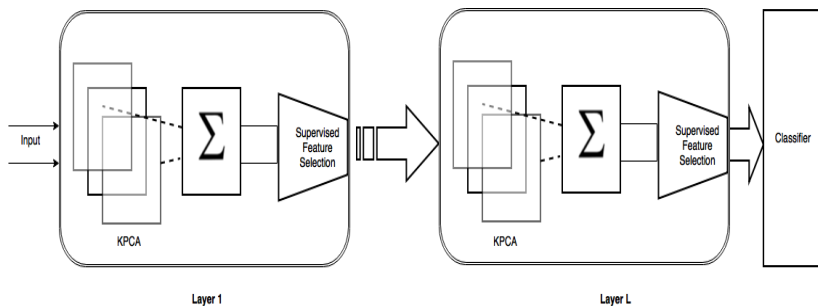 Input
KPCA
Σ
Supervised
Feature
Selection
Layer 1
KPCA
Σ
Supervised
Feature
Selection
Layer L
Classifier